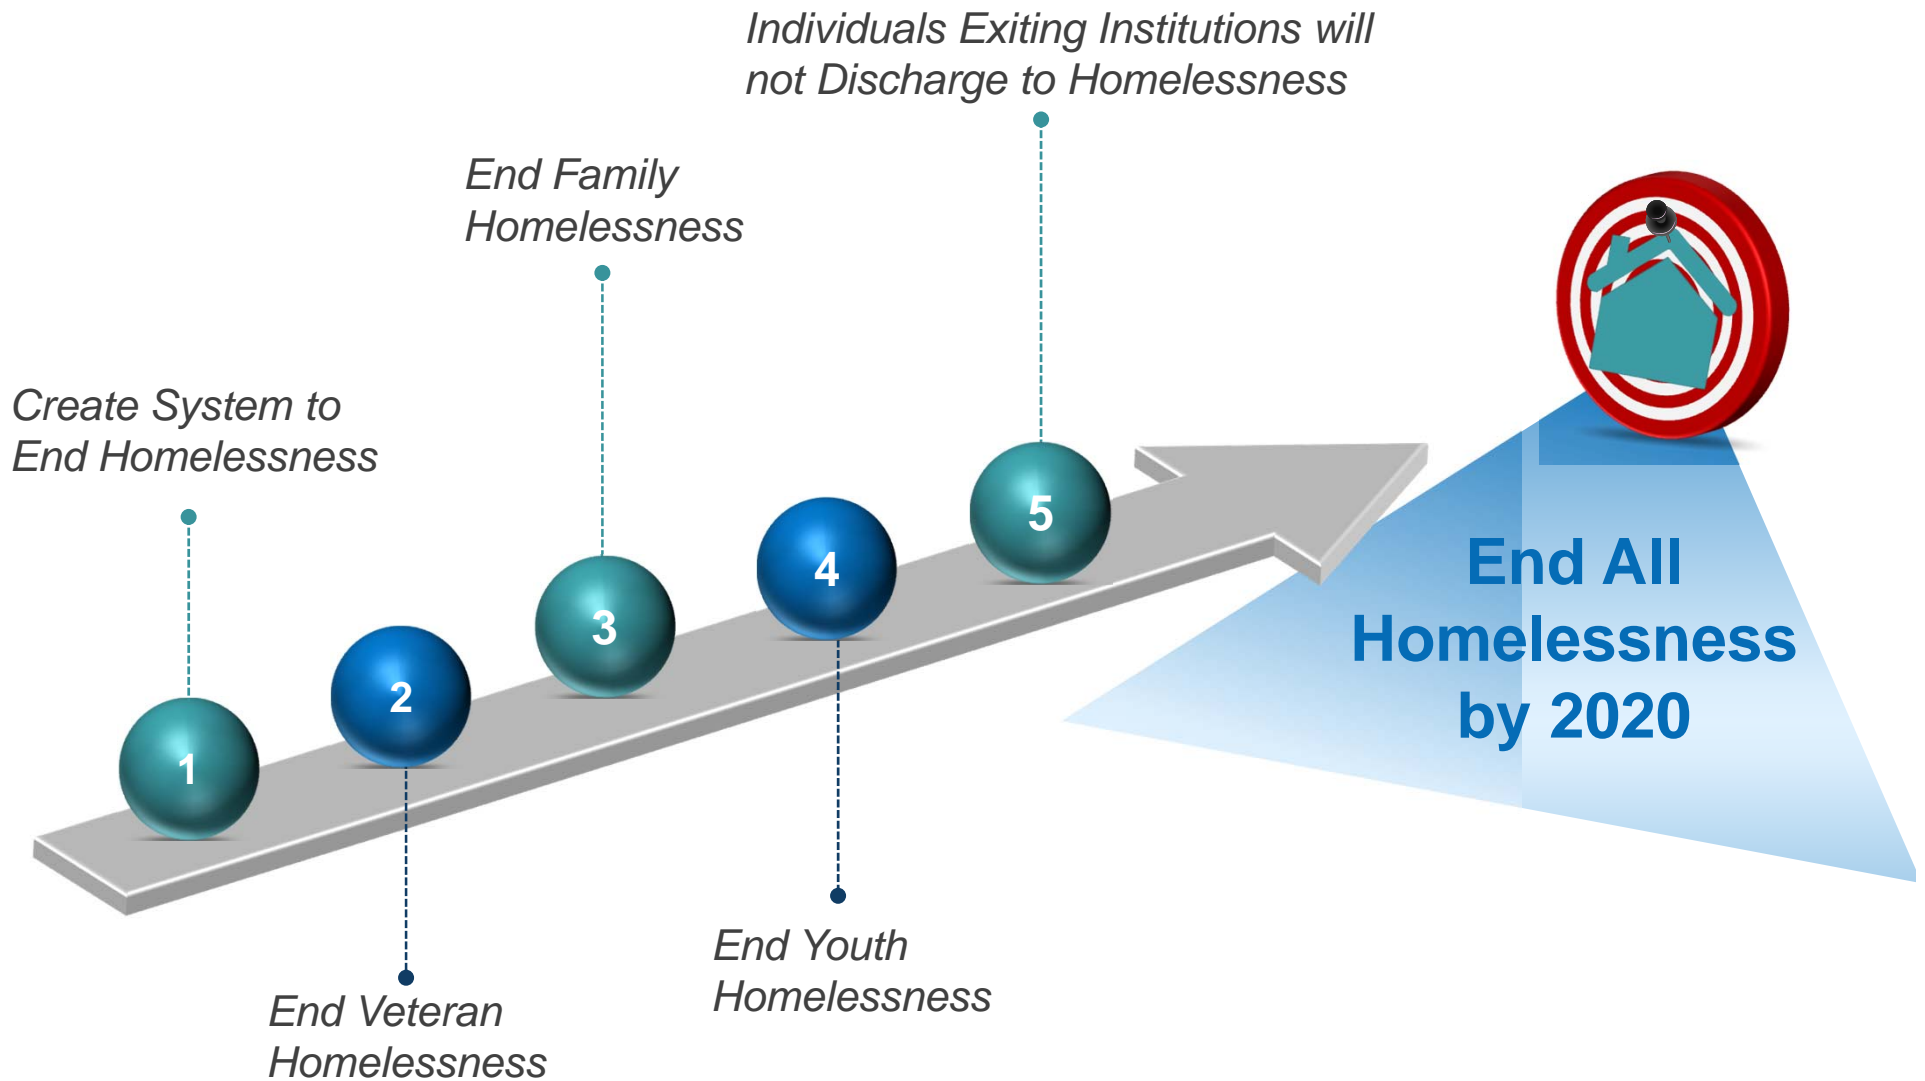 Individuals Exiting Institutions will
not Discharge to Homelessness
End Family
Homelessness
Create System to
End Homelessness
5
4
3
2
1
End All
Homelessness
by 2020
End Youth
Homelessness
End Veteran
Homelessness